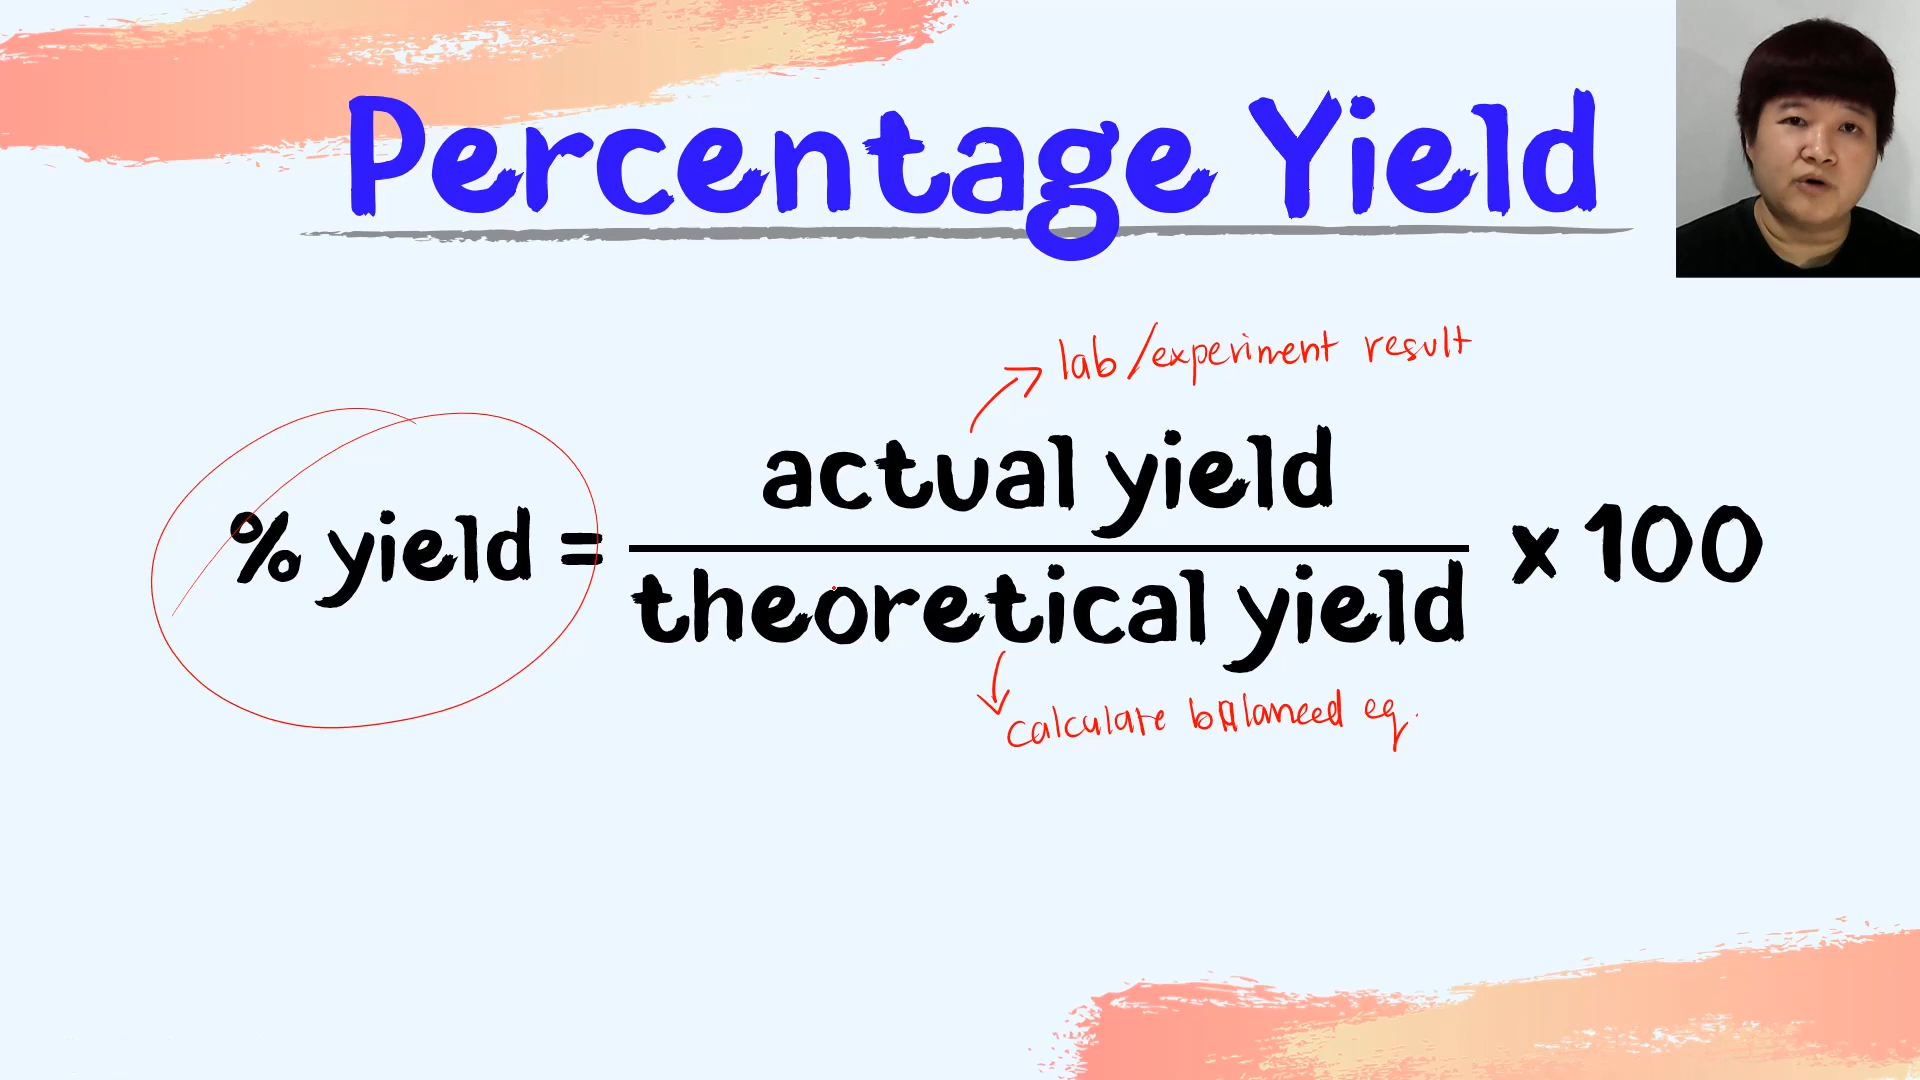 Percentage Yield
lab/experiment result
actual yield
% yield = x 100
theoretical yield
calculate balanced eq.